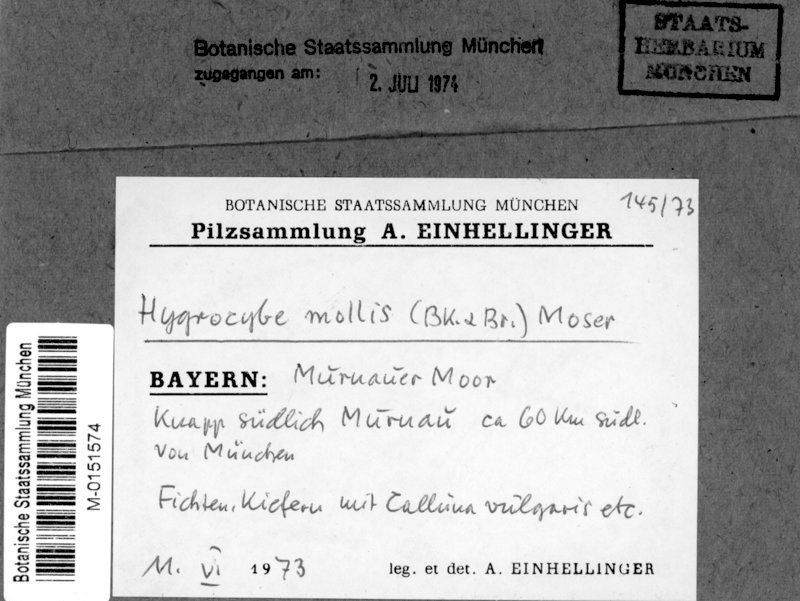 Botanische Staatssammlung München
zugegangen am:
2. JULI 1974
STAATS-
HERBARIUM
MÜNCHEN
145/73
BOTANISCHE STAATSSAMMLUNG MÜNCHEN
Pilzsammlung A. EINHELLINGER
Hygrocybe mollis (BK. & Br.) Moser
BAYERN: Murnauer Moor
Knapp südlich Murnau ca 60 Km südl.
von München
Fichten, Kiefern mit Calluna vulgaris etc.
M. VI 1973
leg. et det. A. EINHELLINGER
Botanische Staatssammlung München
M-0151574